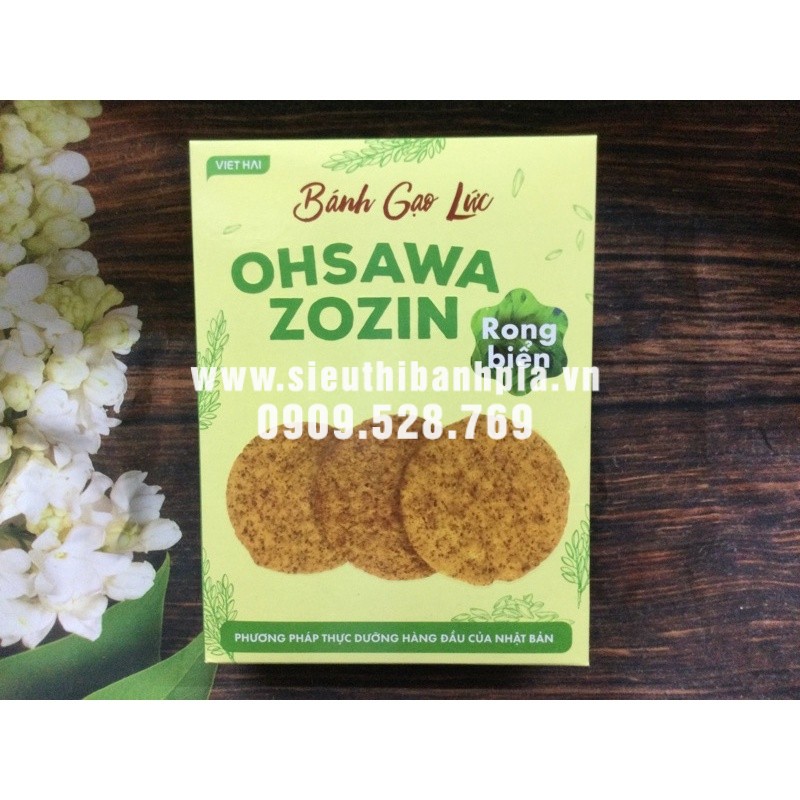 VIET HAI
Bánh Gạo Lức
OHSAWA
ZOZIN
Rong
biển
www.sieuthibanhpia.vn
0909.528.769
PHƯƠNG PHÁP THỰC DƯỠNG HÀNG ĐẦU CỦA NHẬT BẢN